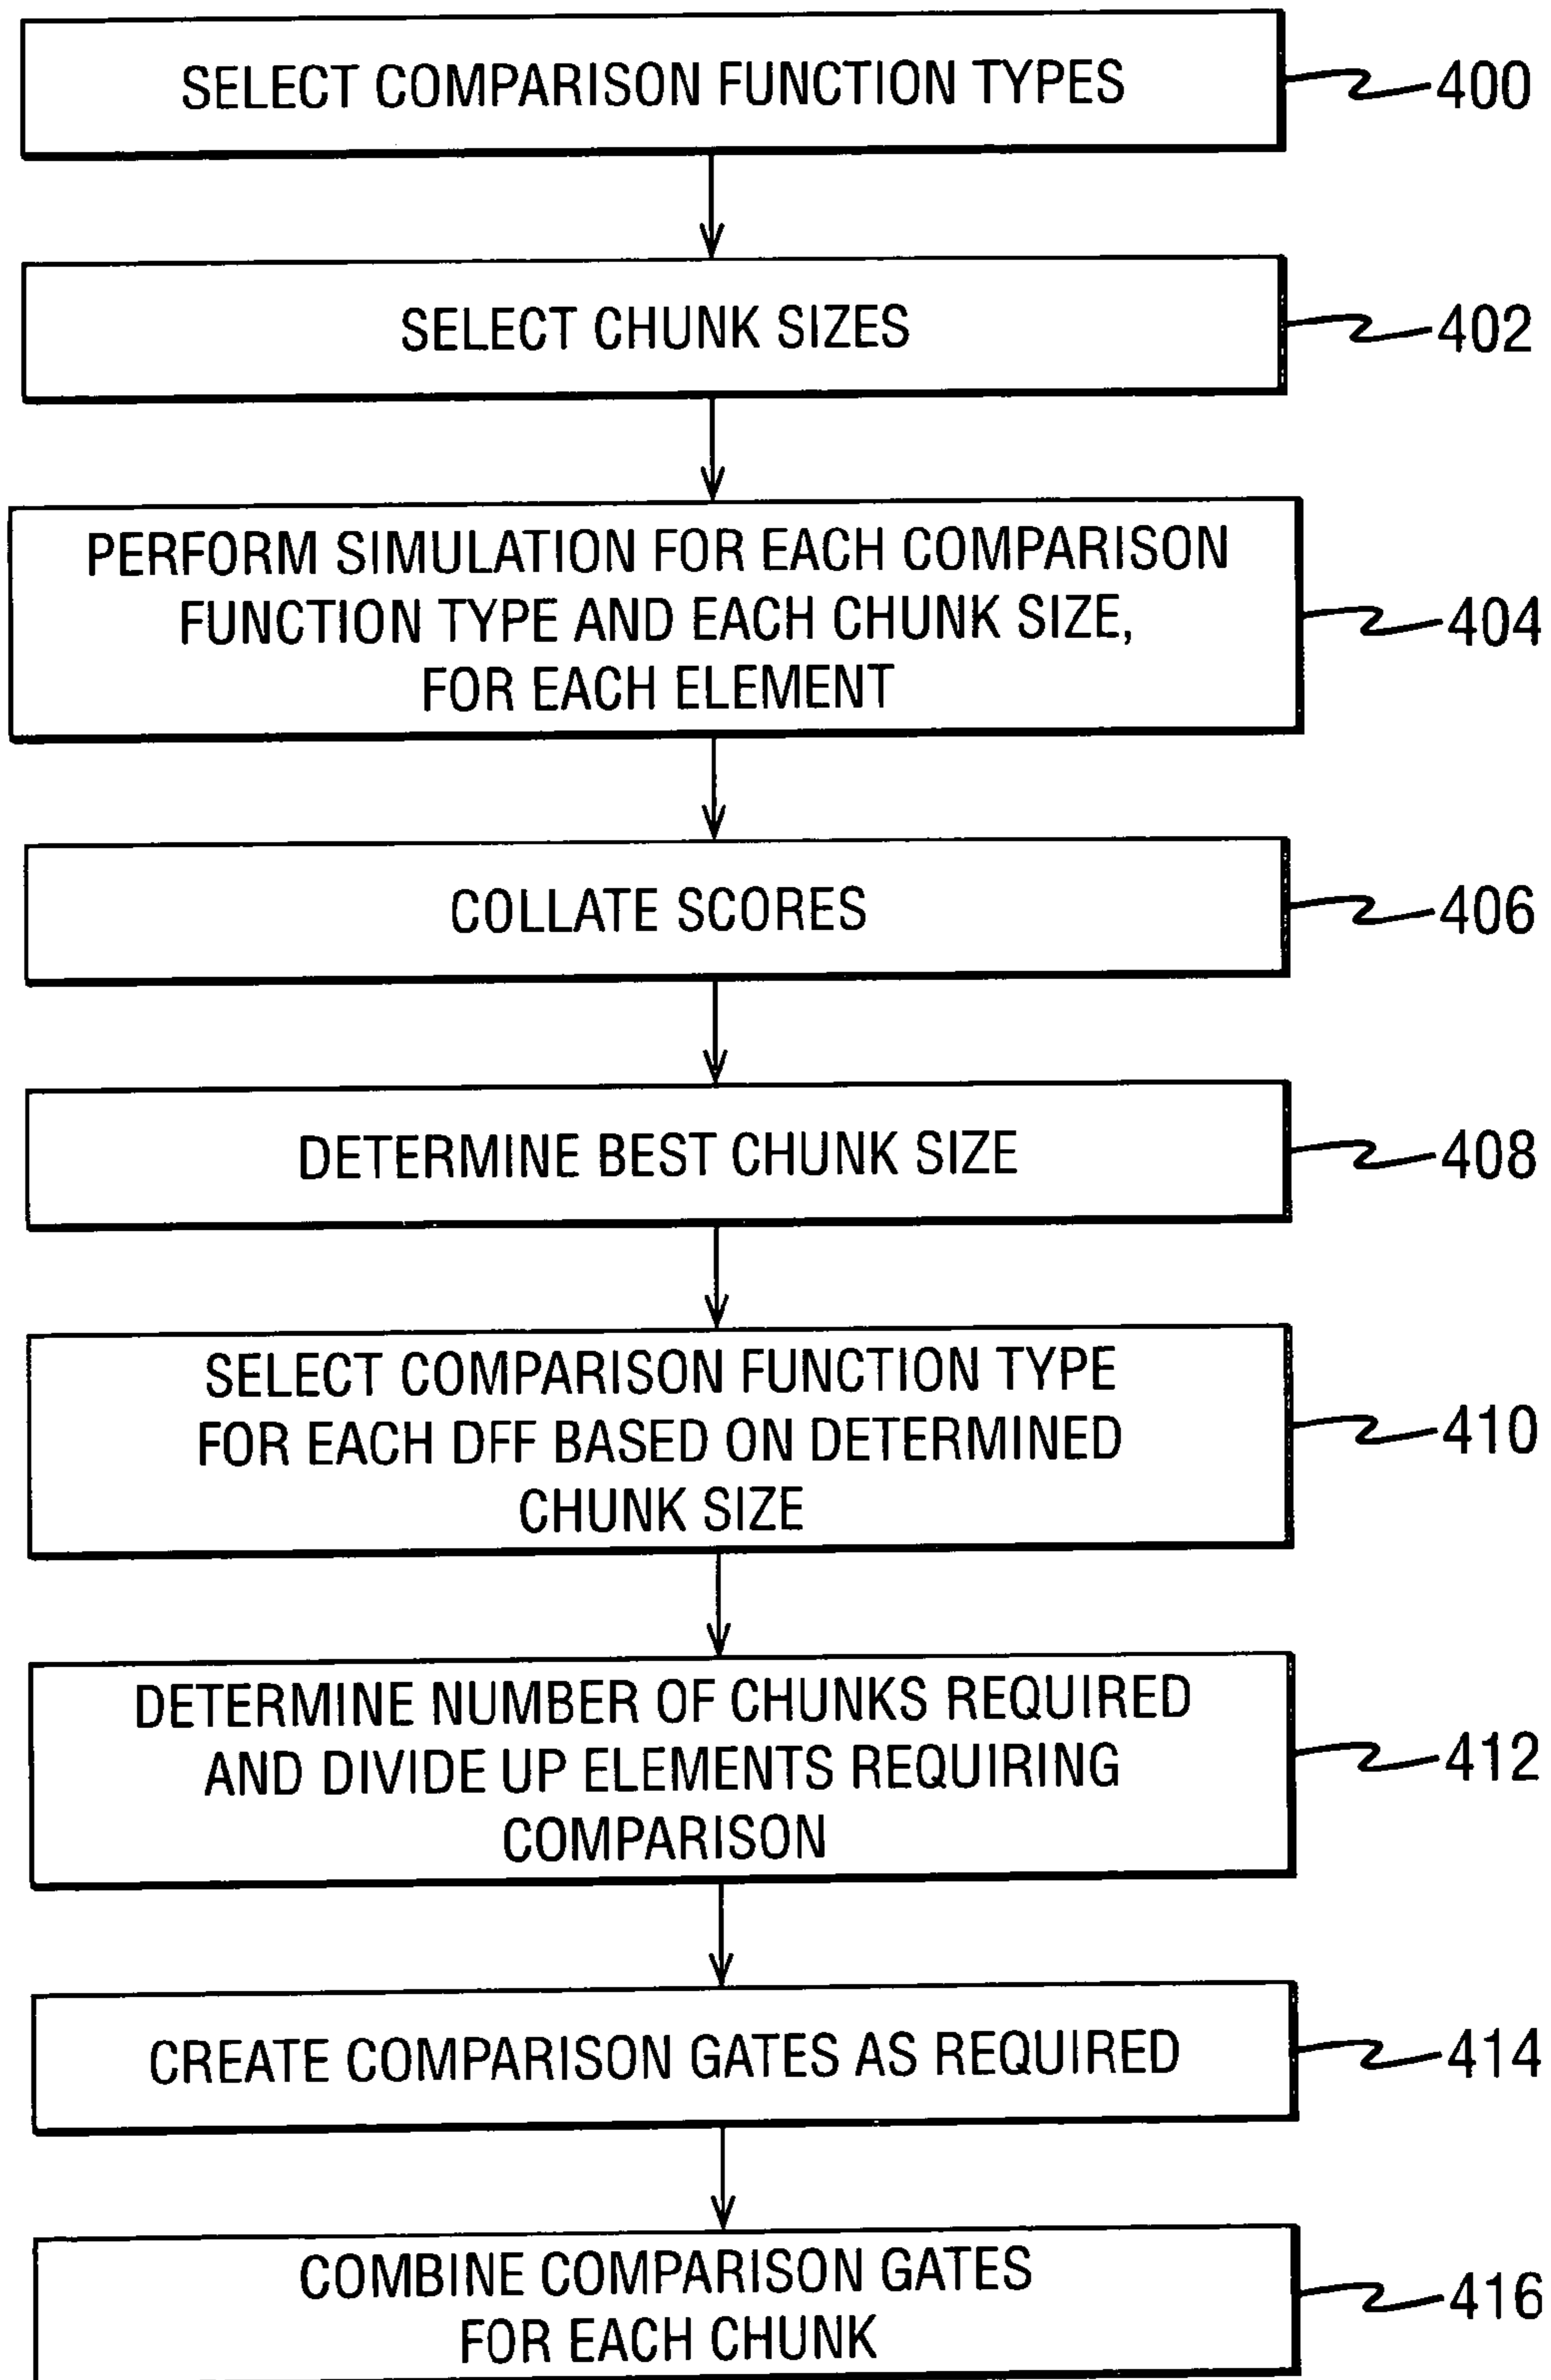 SELECT COMPARISON FUNCTION TYPES
400
SELECT CHUNK SIZES
402
PERFORM SIMULATION FOR EACH COMPARISON
FUNCTION TYPE AND EACH CHUNK SIZE,
FOR EACH ELEMENT
404
COLLATE SCORES
406
DETERMINE BEST CHUNK SIZE
408
SELECT COMPARISON FUNCTION TYPE
FOR EACH DFF BASED ON DETERMINED
CHUNK SIZE
410
DETERMINE NUMBER OF CHUNKS REQUIRED
AND DIVIDE UP ELEMENTS REQUIRING
COMPARISON
412
CREATE COMPARISON GATES AS REQUIRED
414
COMBINE COMPARISON GATES
FOR EACH CHUNK
416